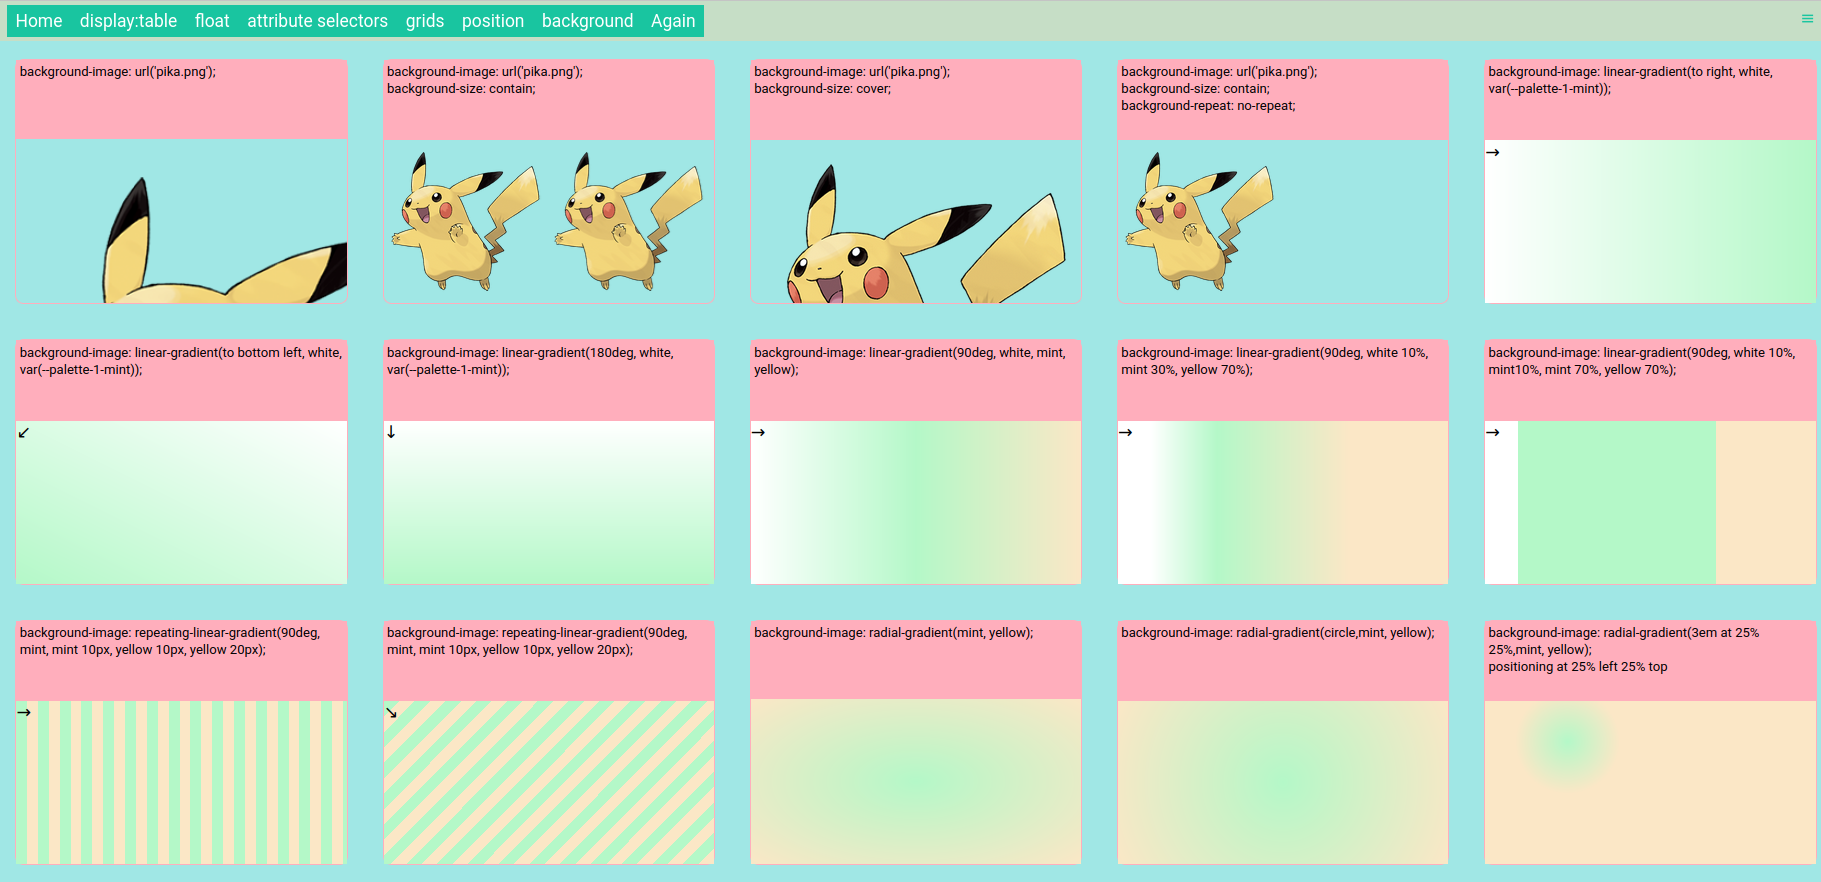 Home display:table float attribute selectors grids position background Again
background-image: url('pika.png');
background-image: url('pika.png');
background-size: contain;
background-image: url('pika.png');
background-size: cover;
background-image: url('pika.png');
background-size: contain;
background-repeat: no-repeat;
background-image: linear-gradient(to right, white,
var(--palette-1-mint));
→
background-image: linear-gradient(to bottom left, white,
var(--palette-1-mint));
↙
background-image: linear-gradient(180deg, white,
var(--palette-1-mint));
↓
background-image: linear-gradient(90deg, white, mint,
yellow);
→
background-image: linear-gradient(90deg, white 10%,
mint 30%, yellow 70%);
→
background-image: linear-gradient(90deg, white 10%,
mint10%, mint 70%, yellow 70%);
→
background-image: repeating-linear-gradient(90deg,
mint, mint 10px, yellow 10px, yellow 20px);
→
background-image: repeating-linear-gradient(90deg,
mint, mint 10px, yellow 10px, yellow 20px);
↘
background-image: radial-gradient(mint, yellow);
background-image: radial-gradient(circle,mint, yellow);
background-image: radial-gradient(3em at 25%
25%,mint, yellow);
positioning at 25% left 25% top